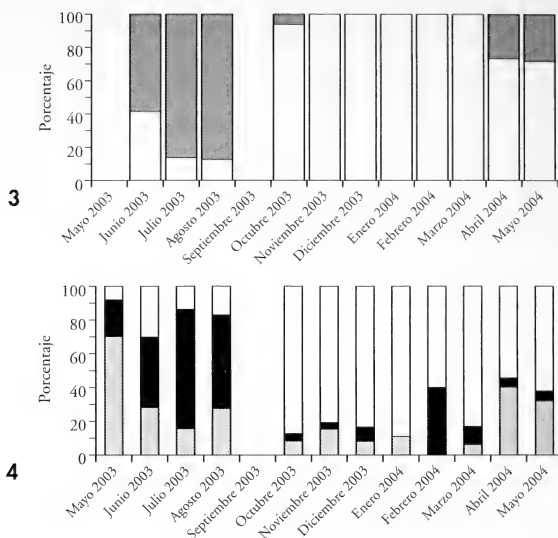 100
80
60
40
20
0
Porcentaje
3
Mayo 2003
Junio 2003
Julio 2003
Agosto 2003
Septiembre 2003
Octubre 2003
Noviembre 2003
Diciembre 2003
Enero 2004
Febrero 2004
Marzo 2004
Abril 2004
Mayo 2004
100
80
60
40
20
0
Porcentaje
4
Mayo 2003
Junio 2003
Julio 2003
Agosto 2003
Septiembre 2003
Octubre 2003
Noviembre 2003
Diciembre 2003
Enero 2004
Febrero 2004
Marzo 2004
Abril 2004
Mayo 2004